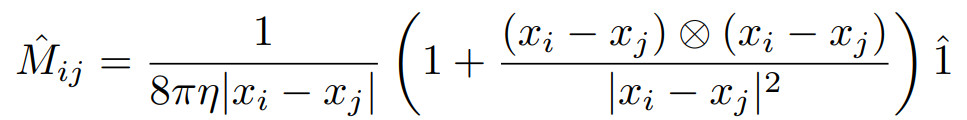 \hat{M}_{ij} = \frac{1}{8\pi\eta|x_i - x_j|} \left( 1 + \frac{(x_i - x_j) \otimes (x_i - x_j)}{|x_i - x_j|^2} \right) \hat{1}